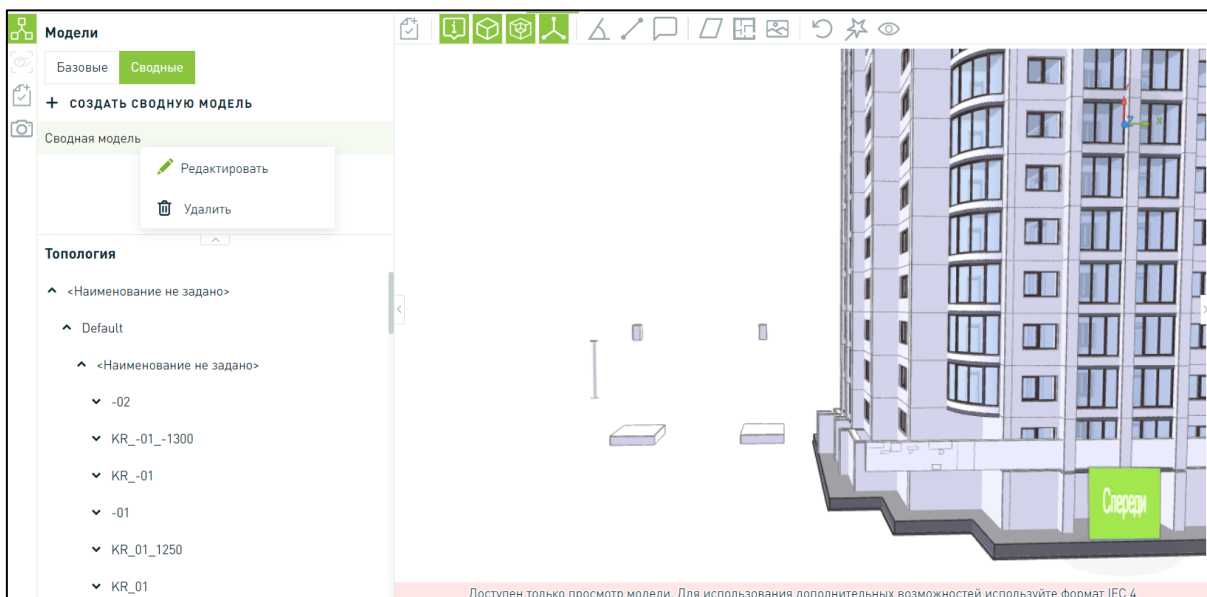 Модели
Базовые Сводные
+ СОЗДАТЬ СВОДНУЮ МОДЕЛЬ
Сводная модель
Редактировать
Удалить
Топология
<Наименование не задано>
Default
<Наименование не задано>
-02
KR_-01_-1300
KR_-01
-01
KR_01_1250
KR_01
Спереди
Доступен только просмотр модели. Для использования дополнительных возможностей используйте формат IFC 4